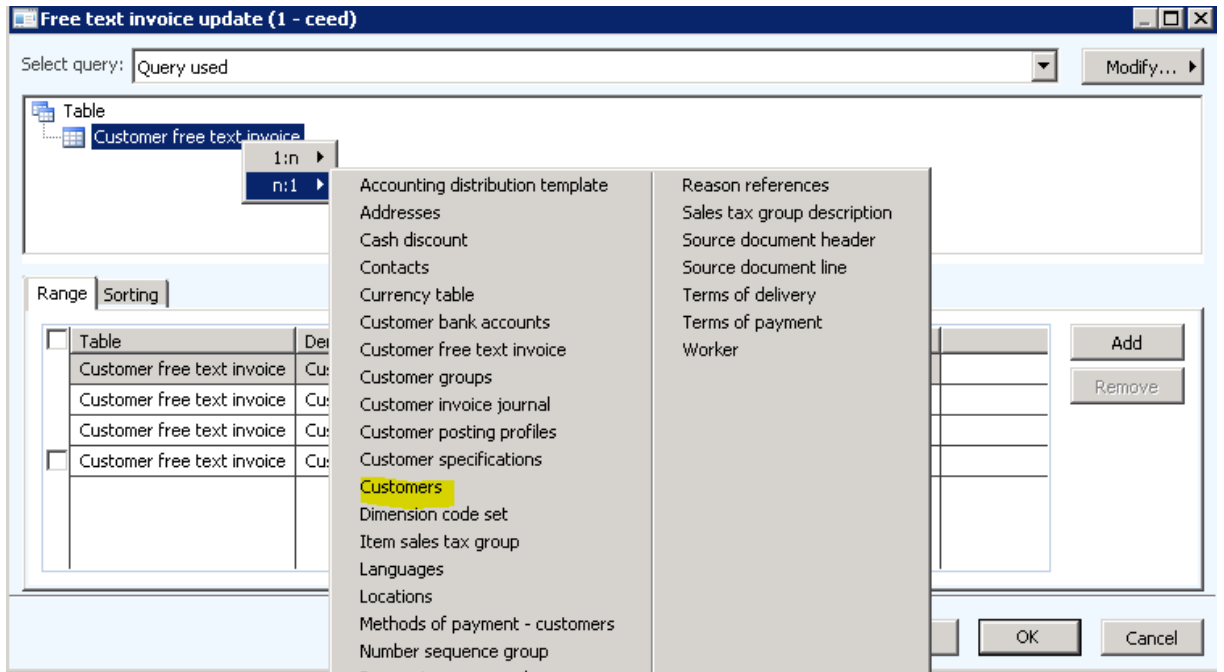 Free text invoice update (1 - ceed)
Select query: Query used Modify...
Table
Customer free text invoice
1:n
n:1
Accounting distribution template
Addresses
Cash discount
Contacts
Currency table
Customer bank accounts
Customer free text invoice
Customer groups
Customer invoice journal
Customer posting profiles
Customer specifications
Customers
Dimension code set
Item sales tax group
Languages
Locations
Methods of payment - customers
Number sequence group
Reason references
Sales tax group description
Source document header
Source document line
Terms of delivery
Terms of payment
Worker
Range Sorting
Table
Customer free text invoice
Customer free text invoice
Customer free text invoice
Customer free text invoice
Add
Remove
OK Cancel